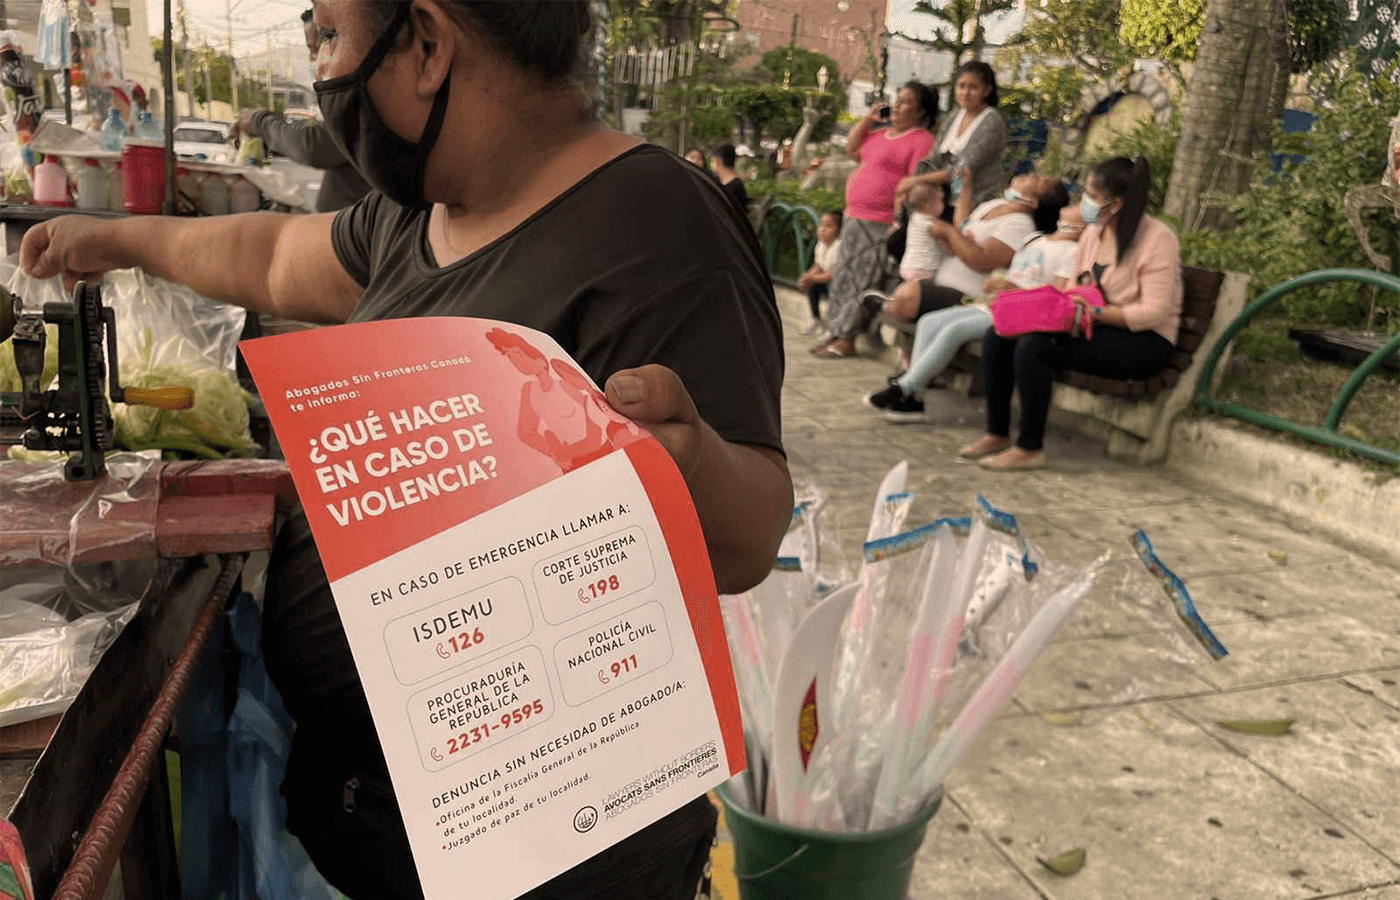 Abogados Sin Fronteras Canadá
te informa:
¿QUÉ HACER
EN CASO DE
VIOLENCIA?
EN CASO DE EMERGENCIA LLAMAR A:
ISDEMU
126
CORTE SUPREMA
DE JUSTICIA
198
PROCURADURÍA
GENERAL DE LA
REPÚBLICA
2231-9595
POLICÍA
NACIONAL CIVIL
911
DENUNCIA SIN NECESIDAD DE ABOGADO/A:
•Oficina de la Fiscalía General de la República
de tu localidad.
•Juzgado de paz de tu localidad.
LAWYERS WITHOUT BORDERS
AVOCATS SANS FRONTIÈRES
ABOGADOS SIN FRONTERAS
Canada